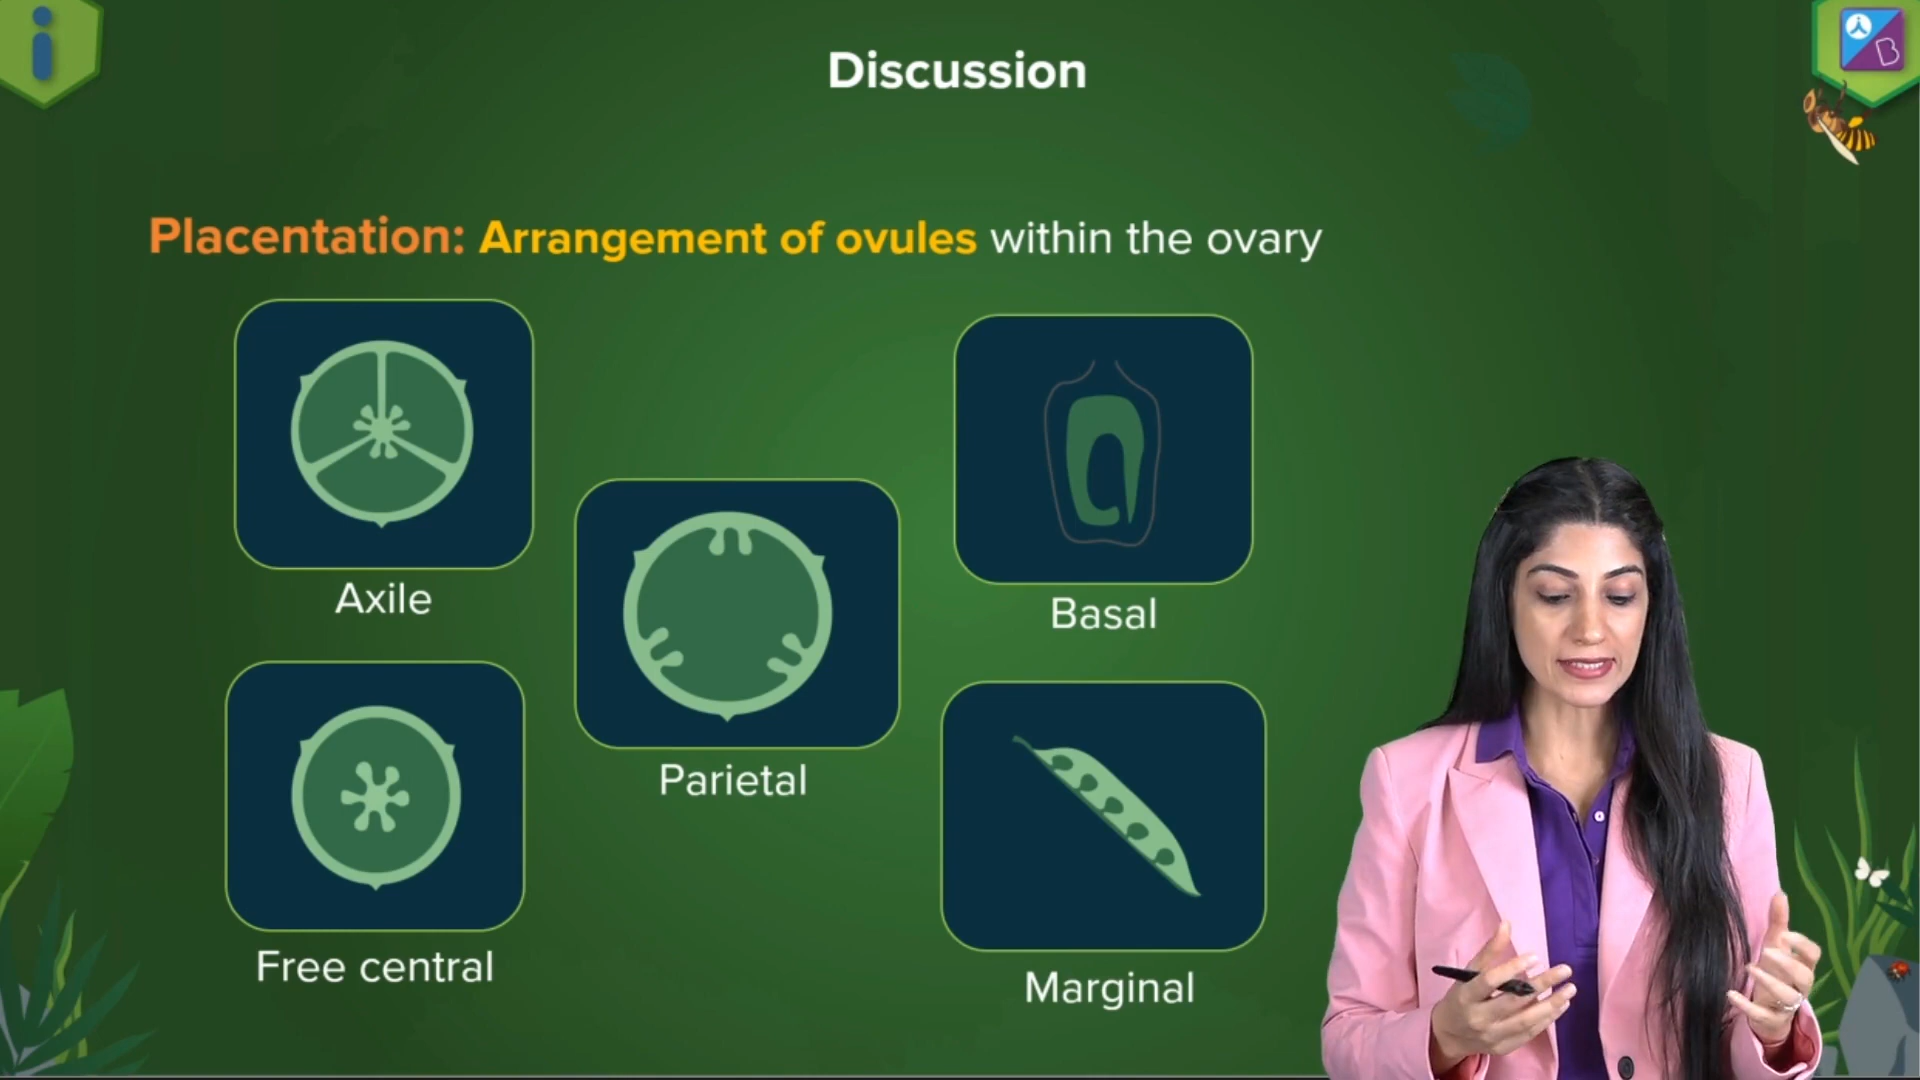 Discussion
Placentation: Arrangement of ovules within the ovary
Axile
Basal
Parietal
Free central
Marginal